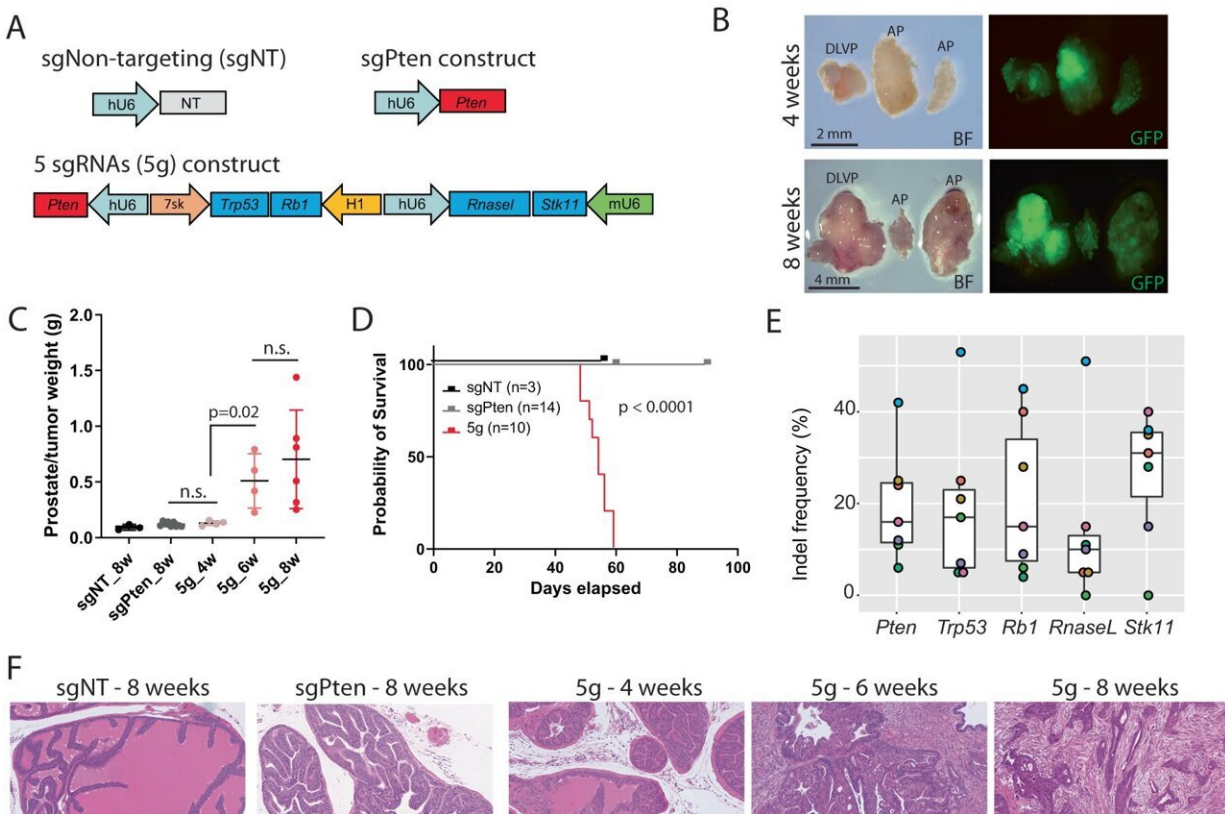 A
sgNon-targeting (sgNT)
hU6
NT
sgPten construct
hU6
Pten
5 sgRNAs (5g) construct
Pten
hU6
7sk
Trp53
Rb1
H1
hU6
Rnasel
Stk11
mU6
B
4 weeks
DLVP
AP
AP
2 mm
BF
GFP
8 weeks
DLVP
AP
AP
4 mm
BF
GFP
C
Prostate/tumor weight (g)
2.0
1.5
1.0
0.5
0.0
n.s.
p=0.02
n.s.
sgNT_8w
sgPten_8w
5g_4w
5g_6w
5g_8w
D
Probability of Survival
100
50
0
sgNT (n=3)
sgPten (n=14)
5g (n=10)
p < 0.0001
0 20 40 60 80 100
Days elapsed
E
Indel frequency (%)
40
20
0
Pten Trp53 Rb1 RnaseL Stk11
F
sgNT - 8 weeks
sgPten - 8 weeks
5g - 4 weeks
5g - 6 weeks
5g - 8 weeks